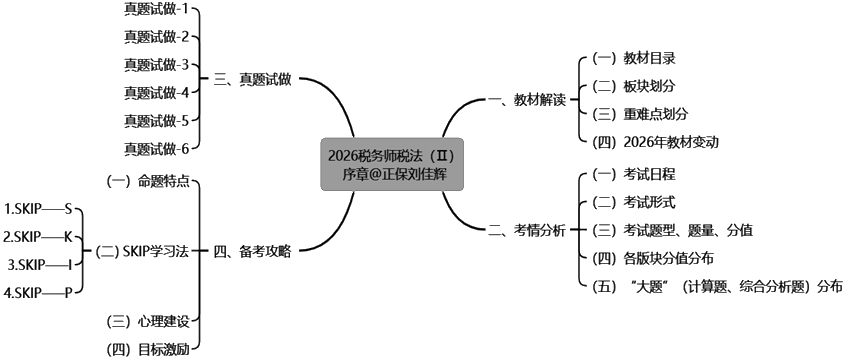 2026税务师税法（Ⅱ）
序章@正保刘佳辉
一、教材解读
（一）教材目录
（二）板块划分
（三）重难点划分
（四）2026年教材变动
二、考情分析
（一）考试日程
（二）考试形式
（三）考试题型、题量、分值
（四）各版块分值分布
（五）“大题”（计算题、综合分析题）分布
三、真题试做
真题试做-1
真题试做-2
真题试做-3
真题试做-4
真题试做-5
真题试做-6
四、备考攻略
（一）命题特点
（二）SKIP学习法
1.SKIP——S
2.SKIP——K
3.SKIP——I
4.SKIP——P
（三）心理建设
（四）目标激励